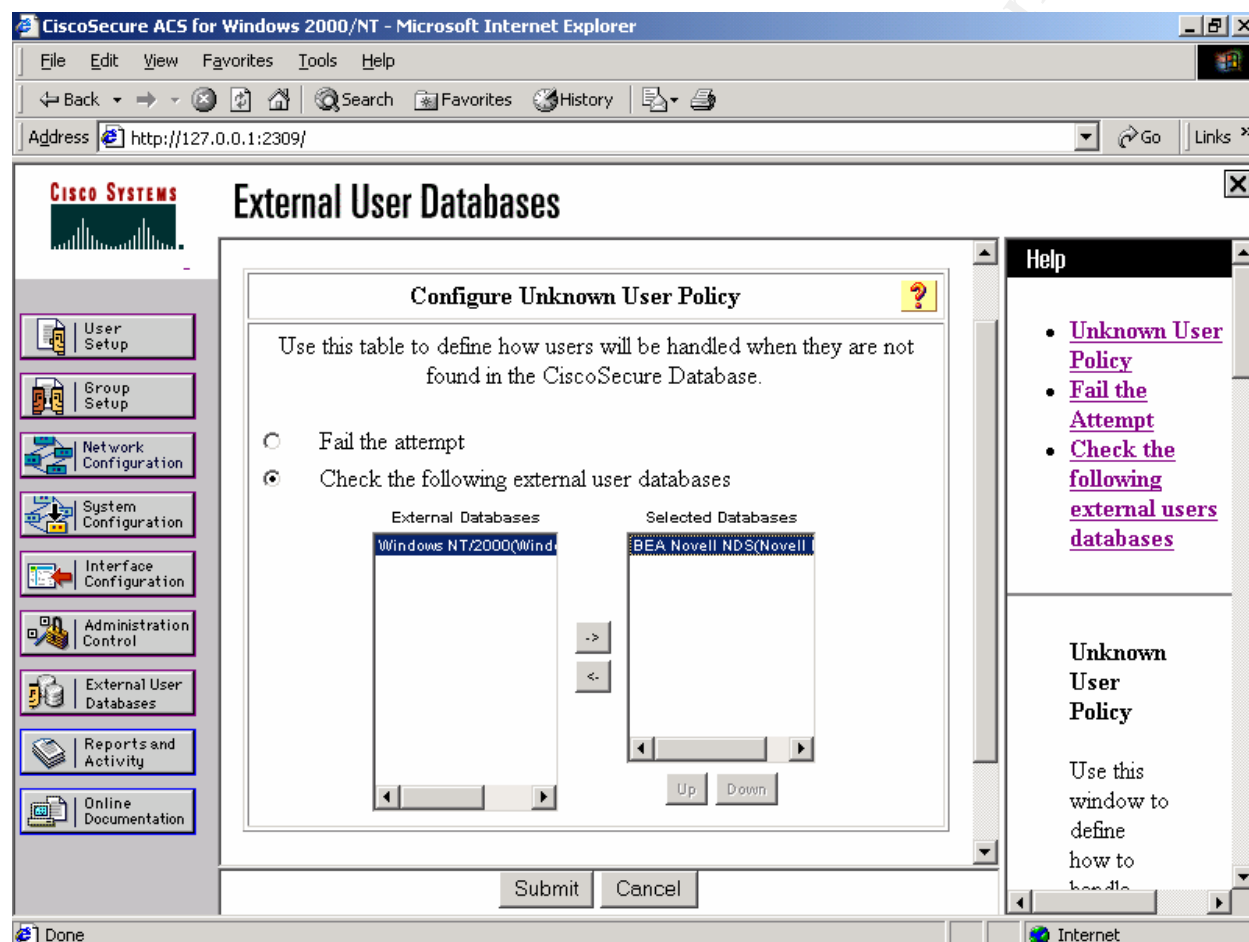 CiscoSecure ACS for Windows 2000/NT - Microsoft Internet Explorer
File Edit View Favorites Tools Help
Back Search Favorites History
Address http://127.0.0.1:2309/ Go Links »
CISCO SYSTEMS
External User Databases
User
Setup
Group
Setup
Network
Configuration
System
Configuration
Interface
Configuration
Administration
Control
External User
Databases
Reports and
Activity
Online
Documentation
Configure Unknown User Policy
?
Use this table to define how users will be handled when they are not
found in the CiscoSecure Database.
Fail the attempt
Check the following external user databases
External Databases Selected Databases
Windows NT/2000(Wind BEA Novell NDS(Novell
->
<-
Up Down
Submit Cancel
Help
Unknown User
Policy
Fail the
Attempt
Check the
following
external users
databases
Unknown
User
Policy
Use this
window to
define
how to
handle
Done Internet